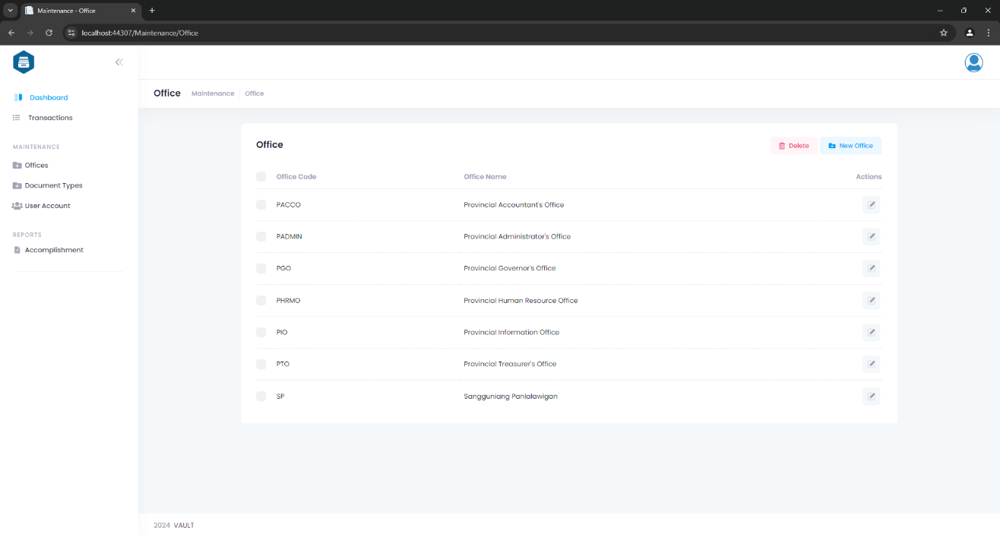 Maintenance - Office
localhost:44307/Maintenance/Office
Dashboard
Transactions
MAINTENANCE
Offices
Document Types
User Account
REPORTS
Accomplishment
Office Maintenance Office
Office
Delete New Office
Office Code Office Name Actions
PACCO Provincial Accountant's Office
PADMIN Provincial Administrator's Office
PGO Provincial Governor's Office
PHRMO Provincial Human Resource Office
PIO Provincial Information Office
PTO Provincial Treasurer's Office
SP Sangguniang Panlalawigan
2024 VAULT